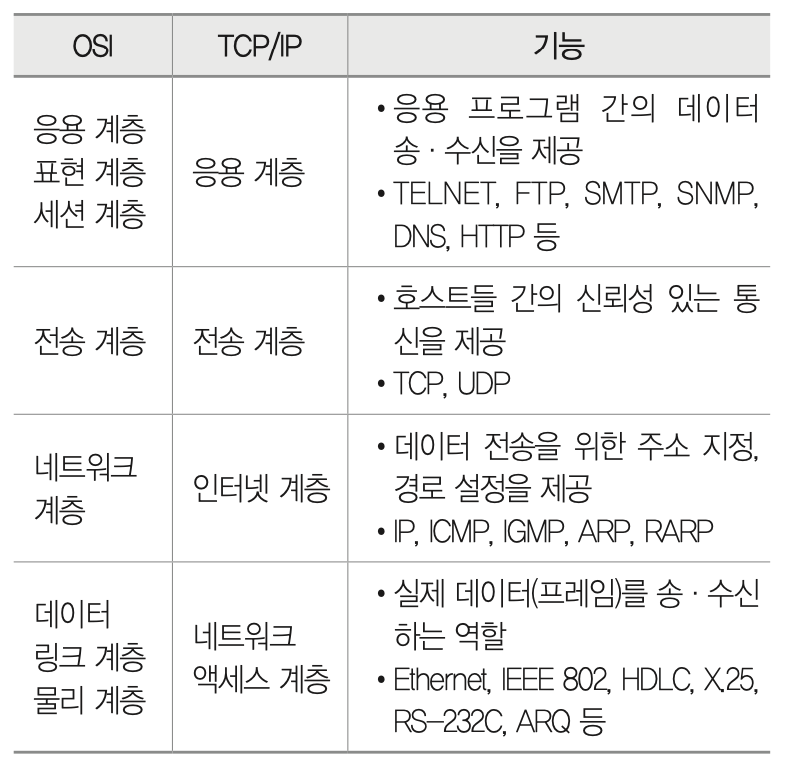 OSI TCP/IP 기능
응용 계층
표현 계층
세션 계층
응용 계층
• 응용 프로그램 간의 데이터
송·수신을 제공
• TELNET, FTP, SMTP, SNMP,
DNS, HTTP 등
전송 계층
전송 계층
• 호스트들 간의 신뢰성 있는 통
신을 제공
• TCP, UDP
네트워크
계층
인터넷 계층
• 데이터 전송을 위한 주소 지정,
경로 설정을 제공
• IP, ICMP, IGMP, ARP, RARP
데이터
링크 계층
물리 계층
네트워크
액세스 계층
• 실제 데이터(프레임)를 송·수신
하는 역할
• Ethernet, IEEE 802, HDLC, X.25,
RS-232C, ARQ 등